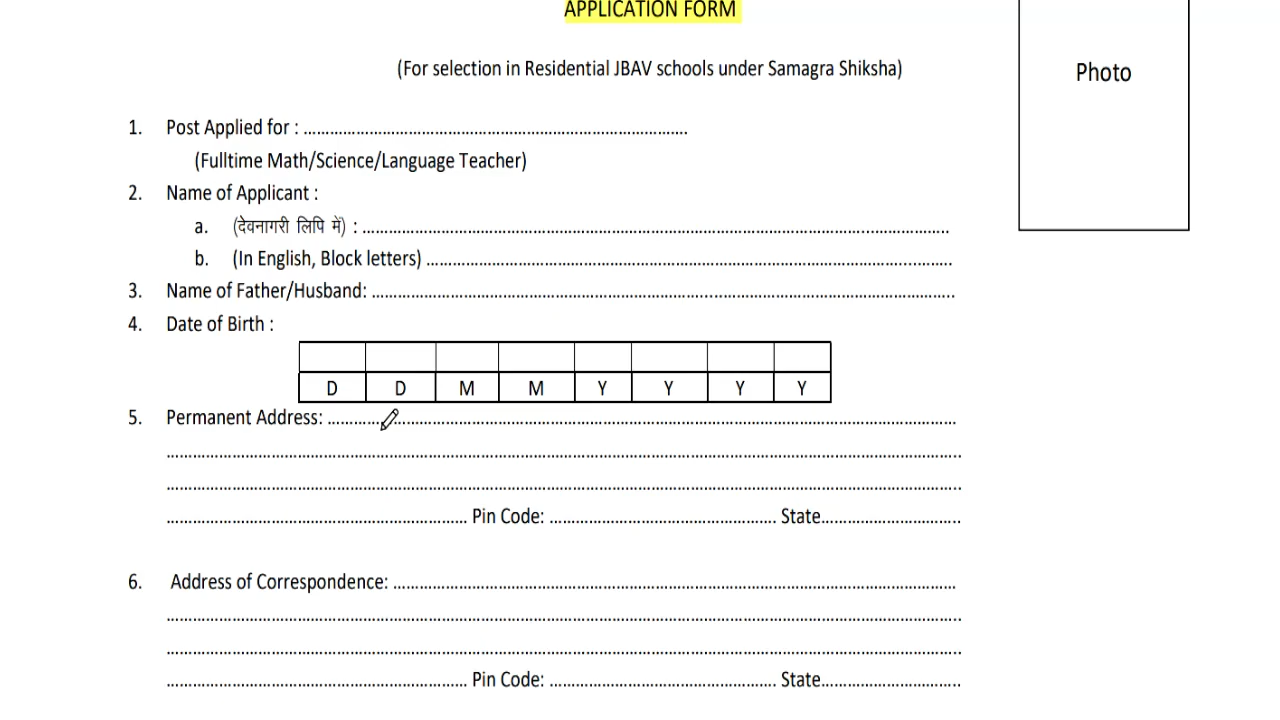 APPLICATION FORM
(For selection in Residential JBAV schools under Samagra Shiksha)
Photo
1. Post Applied for : ................................................................................
(Fulltime Math/Science/Language Teacher)
2. Name of Applicant :
a. (देवनागरी लिपि में) : ................................................................................
b. (In English, Block letters) ................................................................................
3. Name of Father/Husband: ................................................................................
4. Date of Birth :
D D M M Y Y Y Y
5. Permanent Address: ................................................................................
................................................................................
................................................................................
................................ Pin Code: ................................ State................................
6. Address of Correspondence: ................................................................................
................................................................................
................................................................................
................................ Pin Code: ................................ State................................